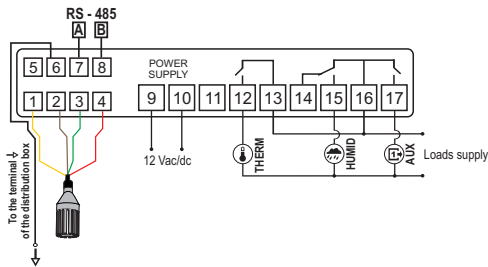 RS - 485
A B
5 6 7 8
POWER
SUPPLY
1 2 3 4
9 10 11 12 13 14 15 16 17
12 Vac/dc
THERM
HUMID
1
AUX
Loads supply
To the terminal
of the distribution box